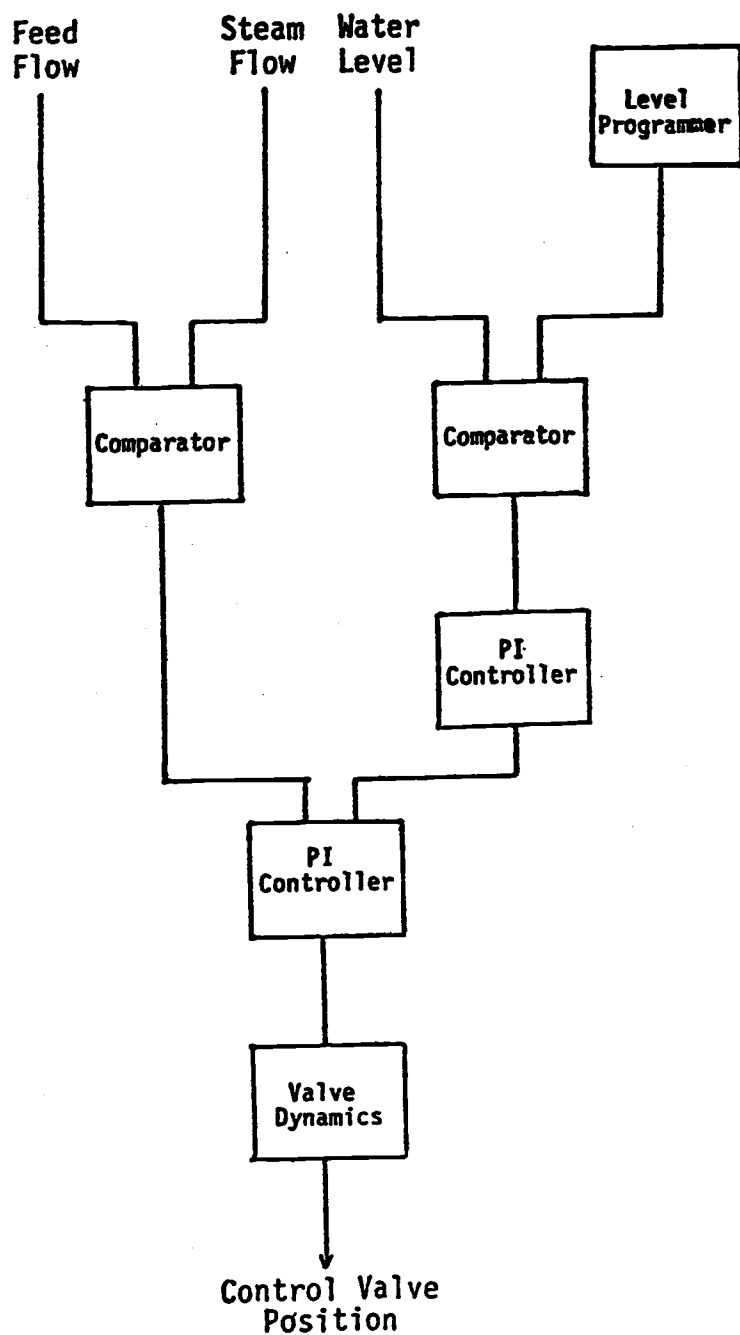 Feed
Flow
Steam
Flow
Water
Level
Level
Programmer
Comparator
Comparator
PI
Controller
PI
Controller
Valve
Dynamics
Control Valve
Position